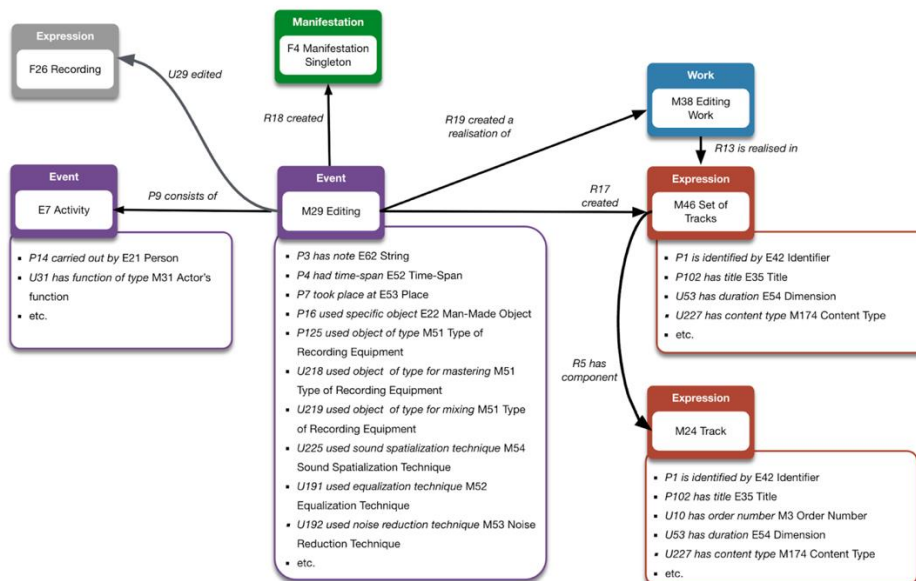 Expression
F26 Recording
U29 edited
Manifestation
F4 Manifestation
Singleton
R18 created
R19 created a
realisation of
Work
M38 Editing
Work
R13 is realised in
Event
E7 Activity
P9 consists of
Event
M29 Editing
R17
created
Expression
M46 Set of
Tracks
▪ P14 carried out by E21 Person
▪ U31 has function of type M31 Actor's
function
▪ etc.
▪ P3 has note E62 String
▪ P4 had time-span E52 Time-Span
▪ P7 took place at E53 Place
▪ P16 used specific object E22 Man-Made Object
▪ P125 used object of type M51 Type of
Recording Equipment
▪ U218 used object of type for mastering M51
Type of Recording Equipment
▪ U219 used object of type for mixing M51 Type
of Recording Equipment
▪ U225 used sound spatialization technique M54
Sound Spatialization Technique
▪ U191 used equalization technique M52
Equalization Technique
▪ U192 used noise reduction technique M53 Noise
Reduction Technique
▪ etc.
▪ P1 is identified by E42 Identifier
▪ P102 has title E35 Title
▪ U53 has duration E54 Dimension
▪ U227 has content type M174 Content Type
▪ etc.
R5 has
component
Expression
M24 Track
▪ P1 is identified by E42 Identifier
▪ P102 has title E35 Title
▪ U10 has order number M3 Order Number
▪ U53 has duration E54 Dimension
▪ U227 has content type M174 Content Type
▪ etc.